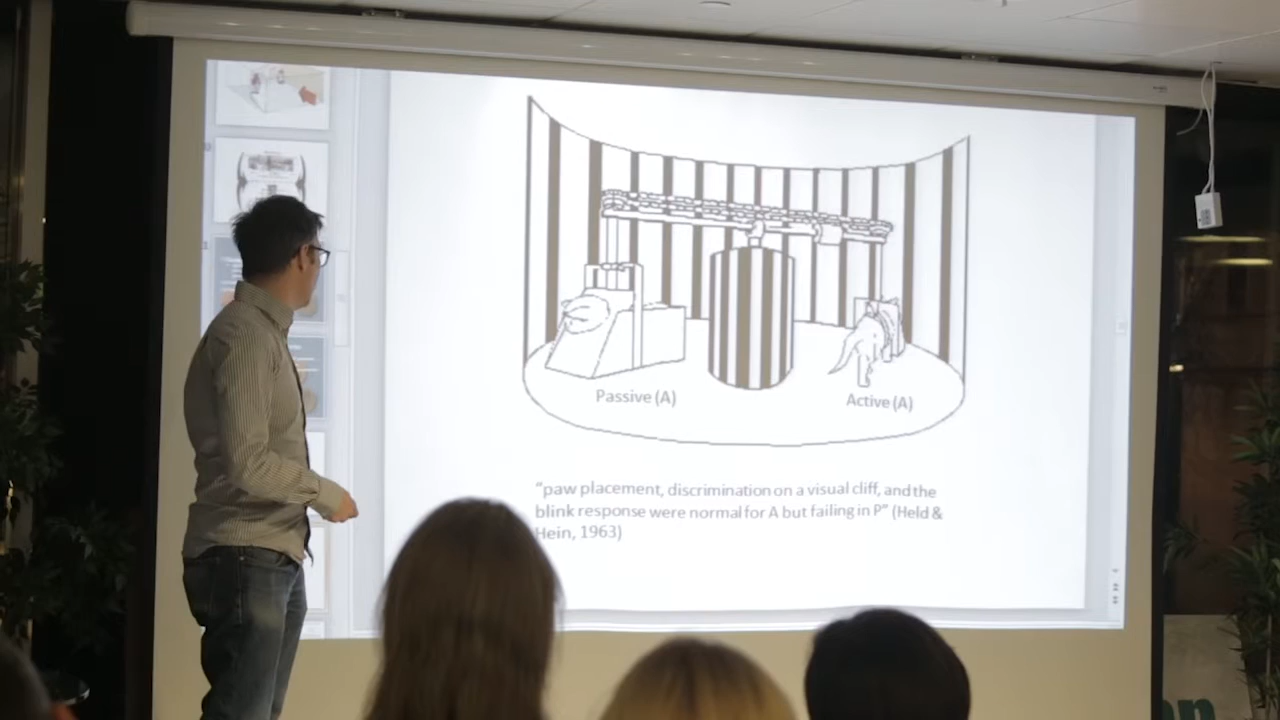 Passive (A)
Active (A)
“paw placement, discrimination on a visual cliff, and the
blink response were normal for A but failing in P” (Held &
Hein, 1963)